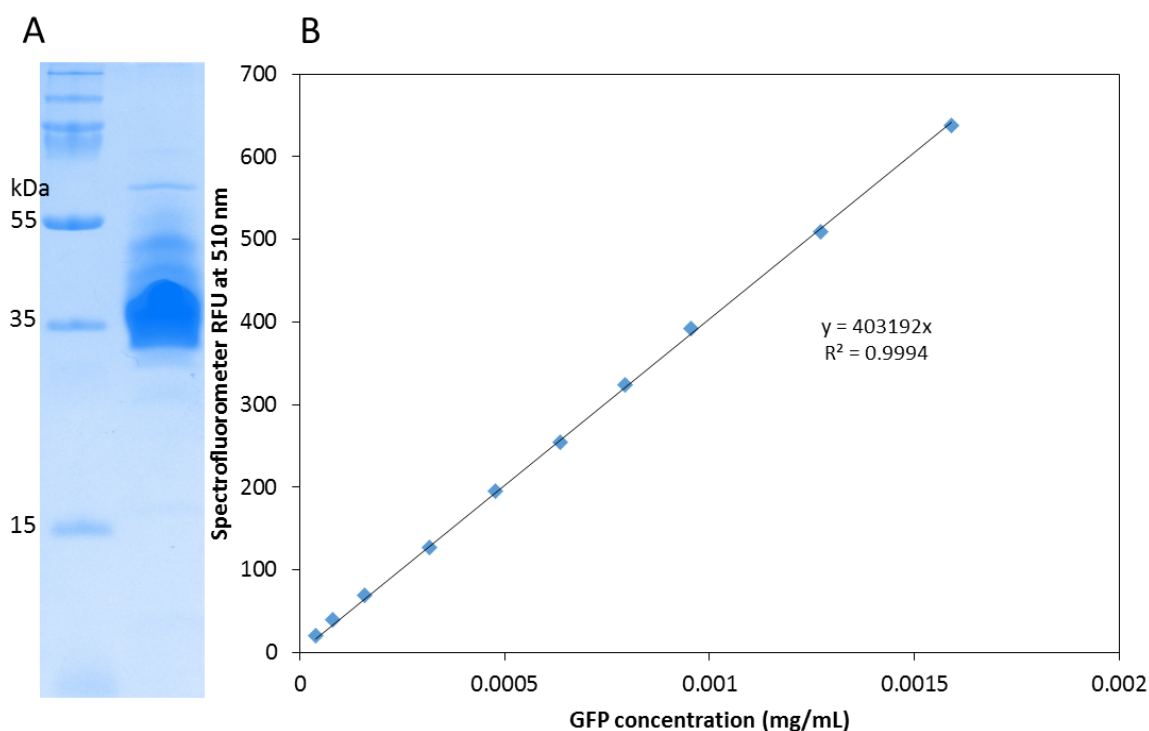 A
B
kDa
55
35
15
Spectrofluorometer RFU at 510 nm
700
600
500
400
300
200
100
0
y = 403192x
R² = 0.9994
0
0.0005
0.001
0.0015
0.002
GFP concentration (mg/mL)